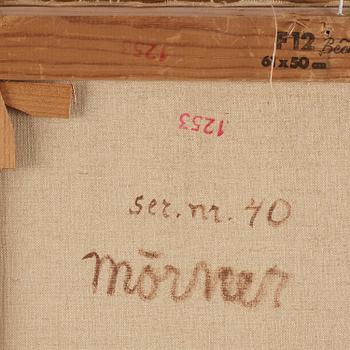 F12
1253
61 x 50 cm
1253
ser. nr. 40
Mörner